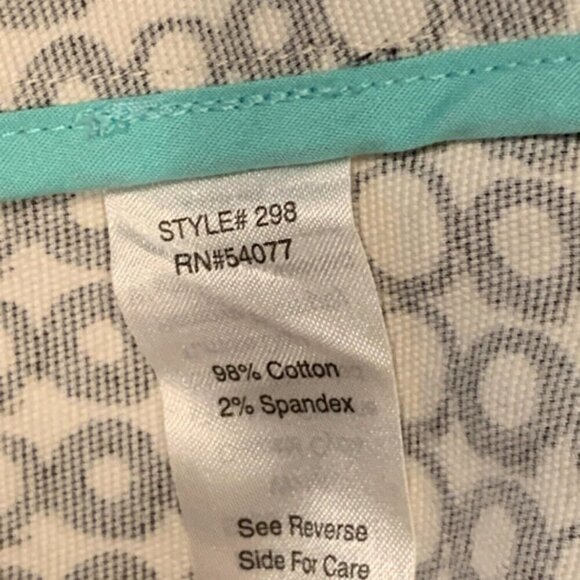 STYLE# 298
RN#54077
98% Cotton
2% Spandex
See Reverse
Side For Care